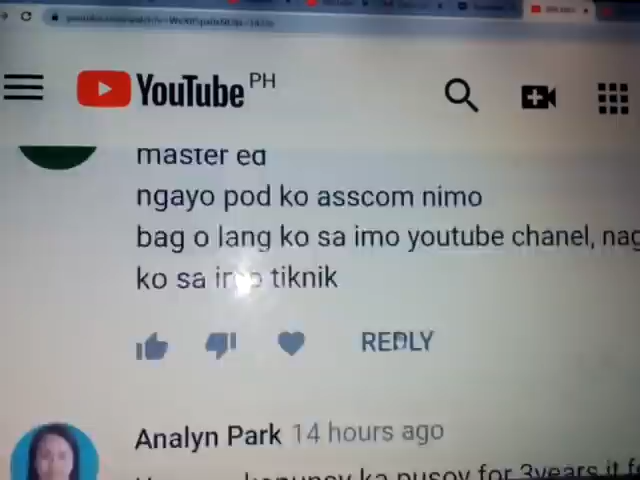 YouTube PH
master ed
ngayo pod ko asscom nimo
bag o lang ko sa imo youtube chanel, nag
ko sa imo tiknik
REPLY
Analyn Park 14 hours ago
kapunoy ka pusoy for 3years it